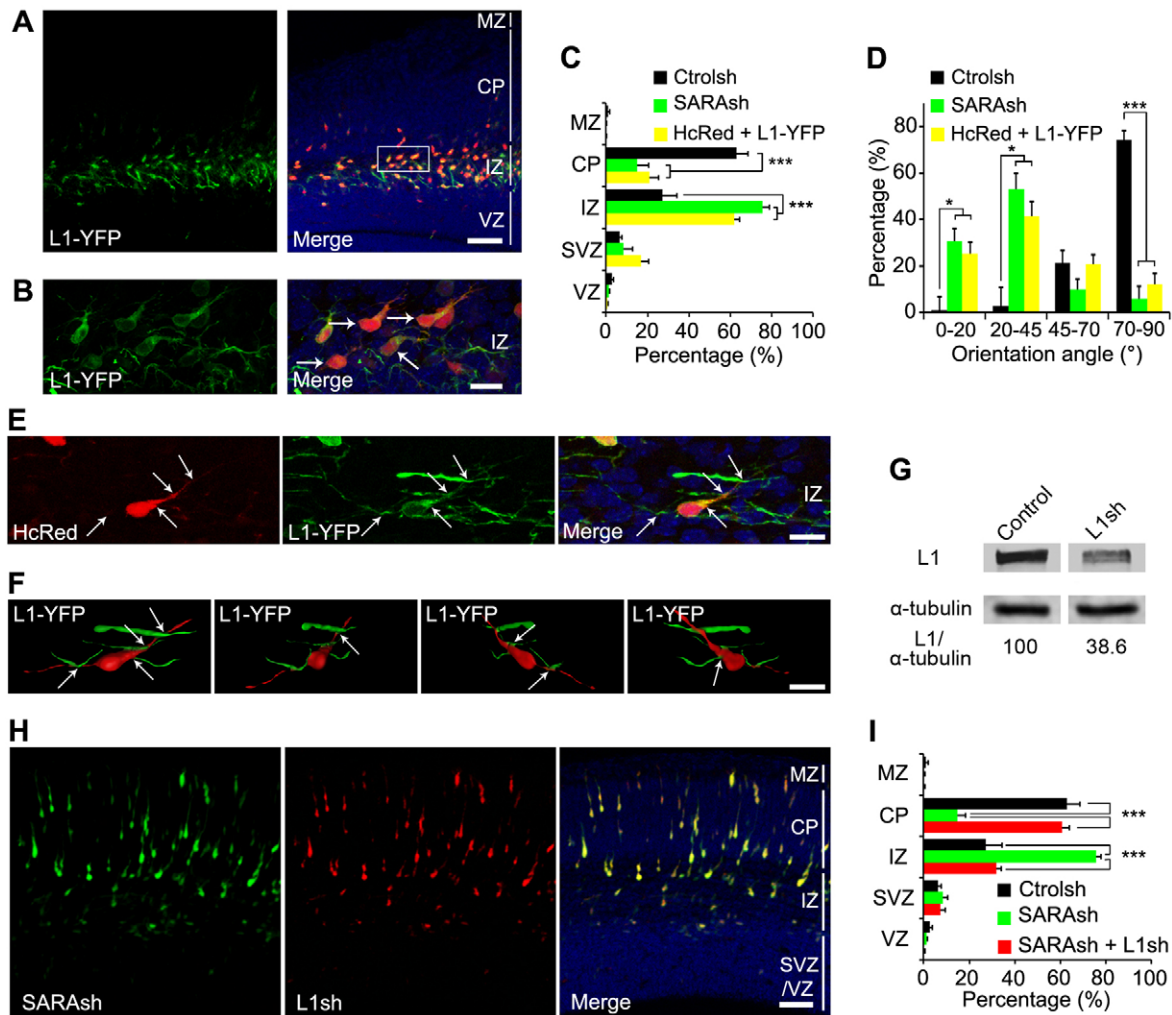 A
L1-YFP
Merge
MZ
CP
IZ
VZ
B
L1-YFP
Merge
IZ
C
Ctrolsh
SARAsh
HcRed + L1-YFP
MZ
CP
IZ
SVZ
VZ
***
***
0 20 40 60 80 100
Percentage (%)
D
Ctrolsh
SARAsh
HcRed + L1-YFP
Percentage (%)
80
60
40
20
0
*
*
***
0-20 20-45 45-70 70-90
Orientation angle (°)
E
HcRed
L1-YFP
Merge
IZ
F
L1-YFP
L1-YFP
L1-YFP
L1-YFP
G
Control
L1sh
L1
α-tubulin
L1/
α-tubulin
100
38.6
H
SARAsh
L1sh
Merge
MZ
CP
IZ
SVZ
/VZ
I
MZ
CP
IZ
SVZ
VZ
***
***
Ctrolsh
SARAsh
SARAsh + L1sh
0 20 40 60 80 100
Percentage (%)